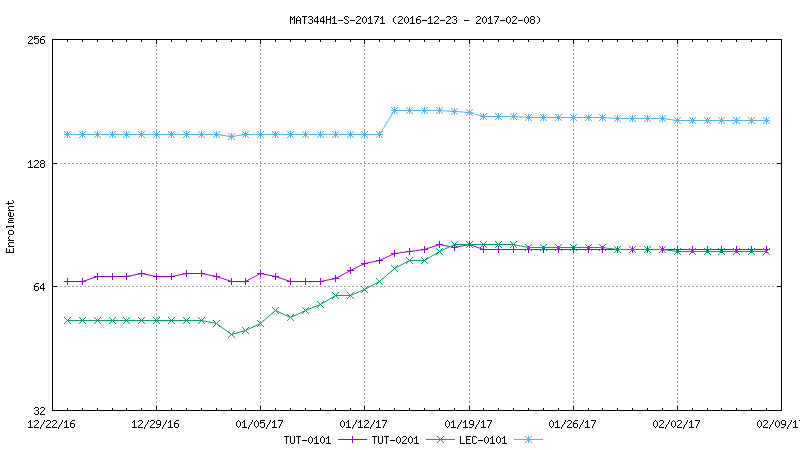 MAT344H1-S-20171 (2016-12-23 - 2017-02-08)
256
128
64
32
Enrolment
12/22/16 12/29/16 01/05/17 01/12/17 01/19/17 01/26/17 02/02/17 02/09/1
TUT-0101 TUT-0201 LEC-0101